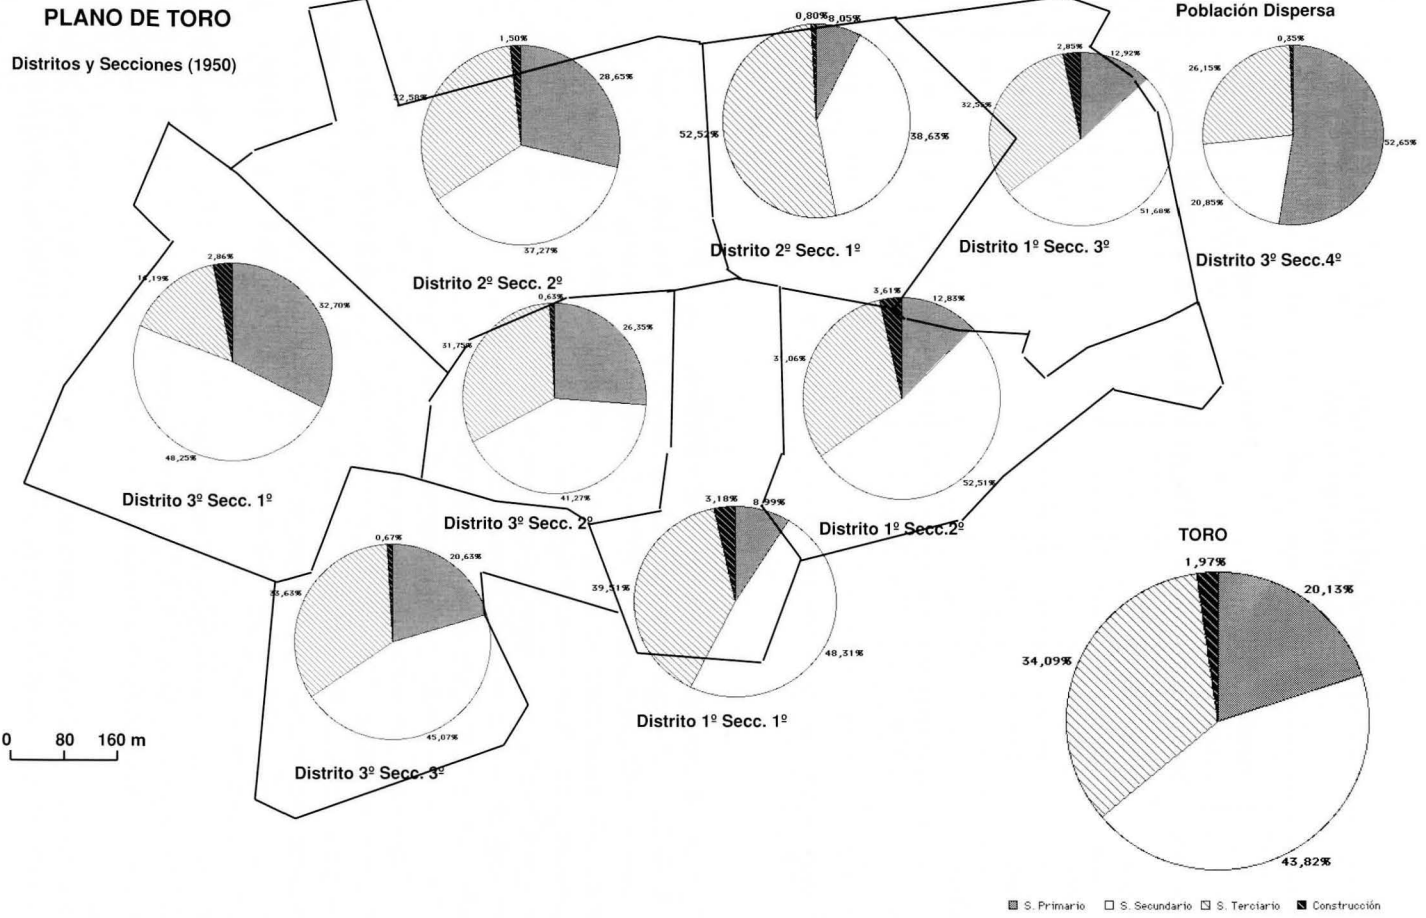 PLANO DE TORO
Distritos y Secciones (1950)
Población Dispersa
1,50%
28,65%
32,58%
37,27%
Distrito 2º Secc. 2º
0,80%
8,05%
52,52%
38,63%
Distrito 2º Secc. 1º
2,85%
12,92%
51,68%
Distrito 1º Secc. 3º
0,35%
26,15%
52,65%
20,85%
Distrito 3º Secc.4º
2,86%
32,70%
48,25%
Distrito 3º Secc. 1º
0,63%
26,35%
31,75%
41,27%
Distrito 3º Secc. 2º
3,61%
12,83%
52,51%
Distrito 1º Secc.2º
0,67%
20,63%
45,07%
Distrito 3º Secc. 3º
3,18%
8,99%
39,51%
48,31%
Distrito 1º Secc. 1º
TORO
1,97%
20,13%
34,09%
43,82%
0 80 160 m
S. Primario S. Secundario S. Terciario Construcción